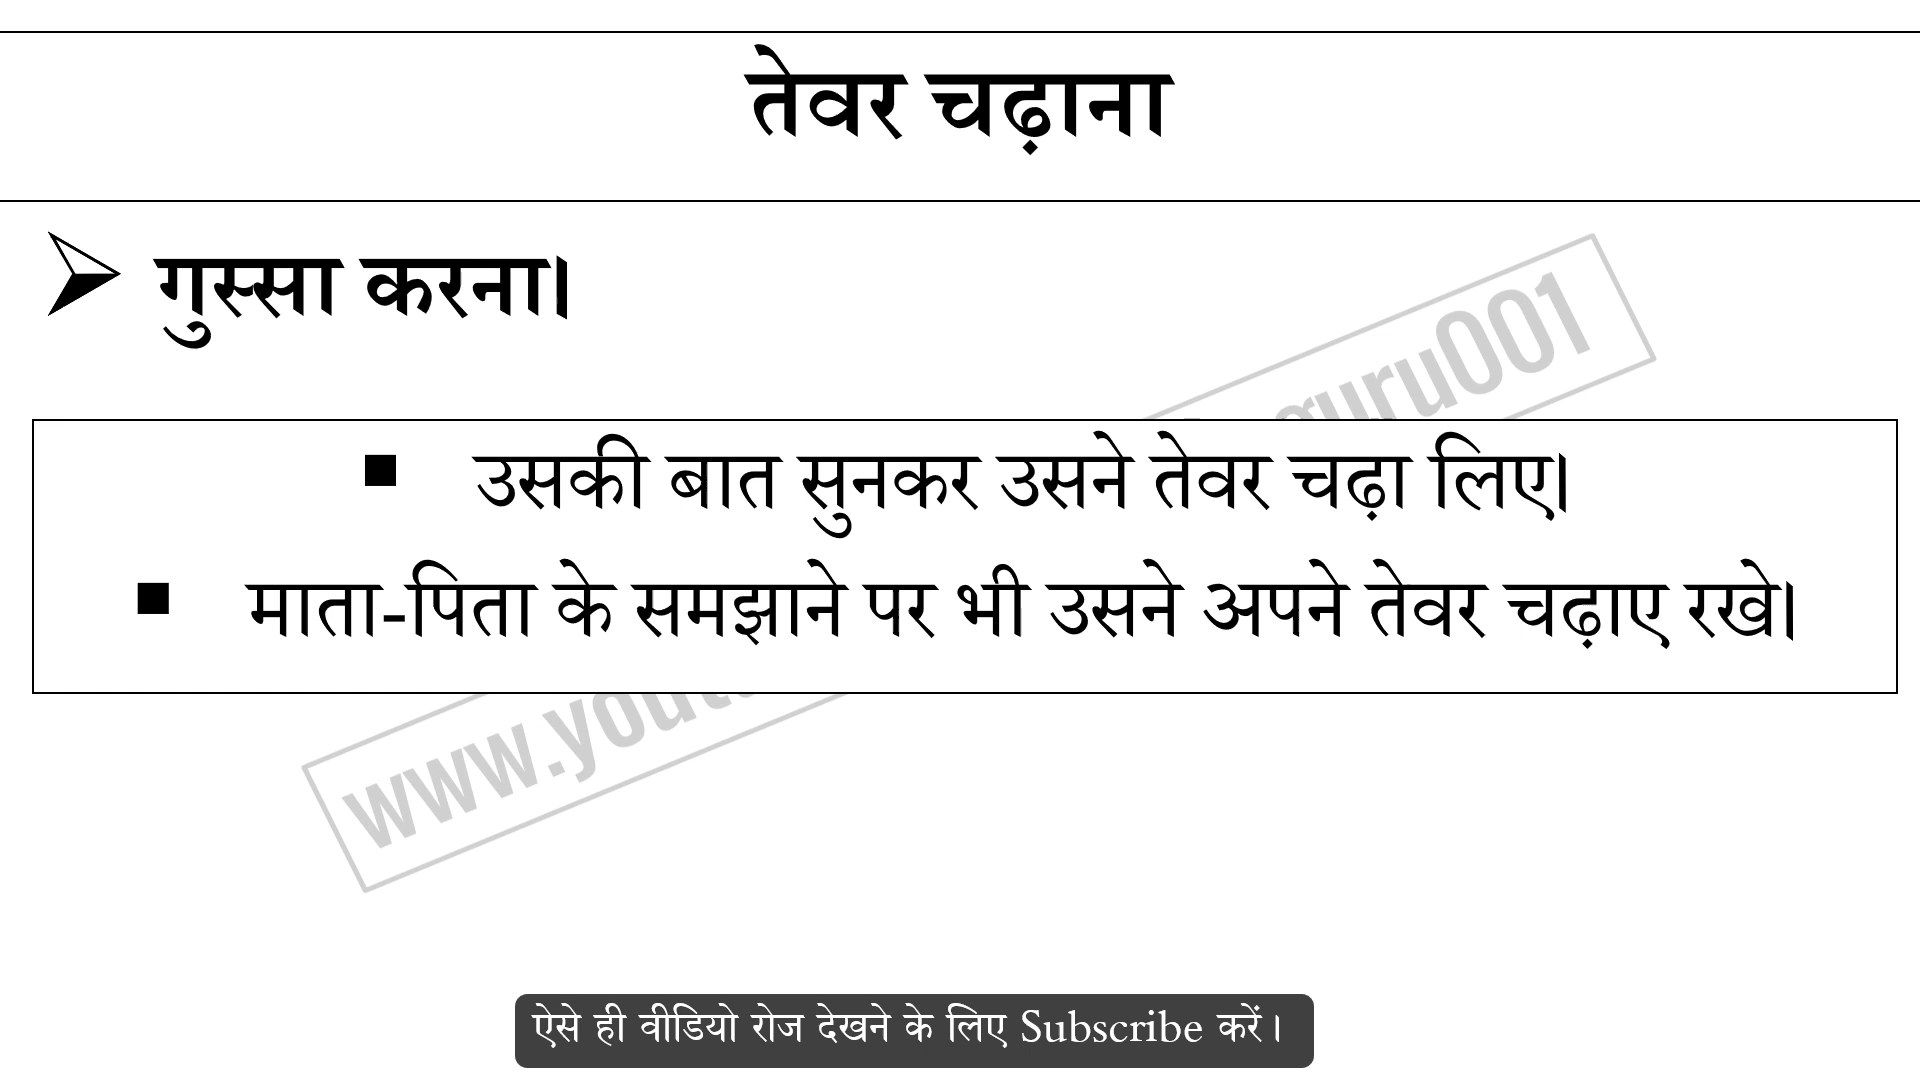 तेवर चढ़ाना
गुस्सा करना।
उसकी बात सुनकर उसने तेवर चढ़ा लिए।
माता-पिता के समझाने पर भी उसने अपने तेवर चढ़ाए रखे।
ऐसे ही वीडियो रोज देखने के लिए Subscribe करें।